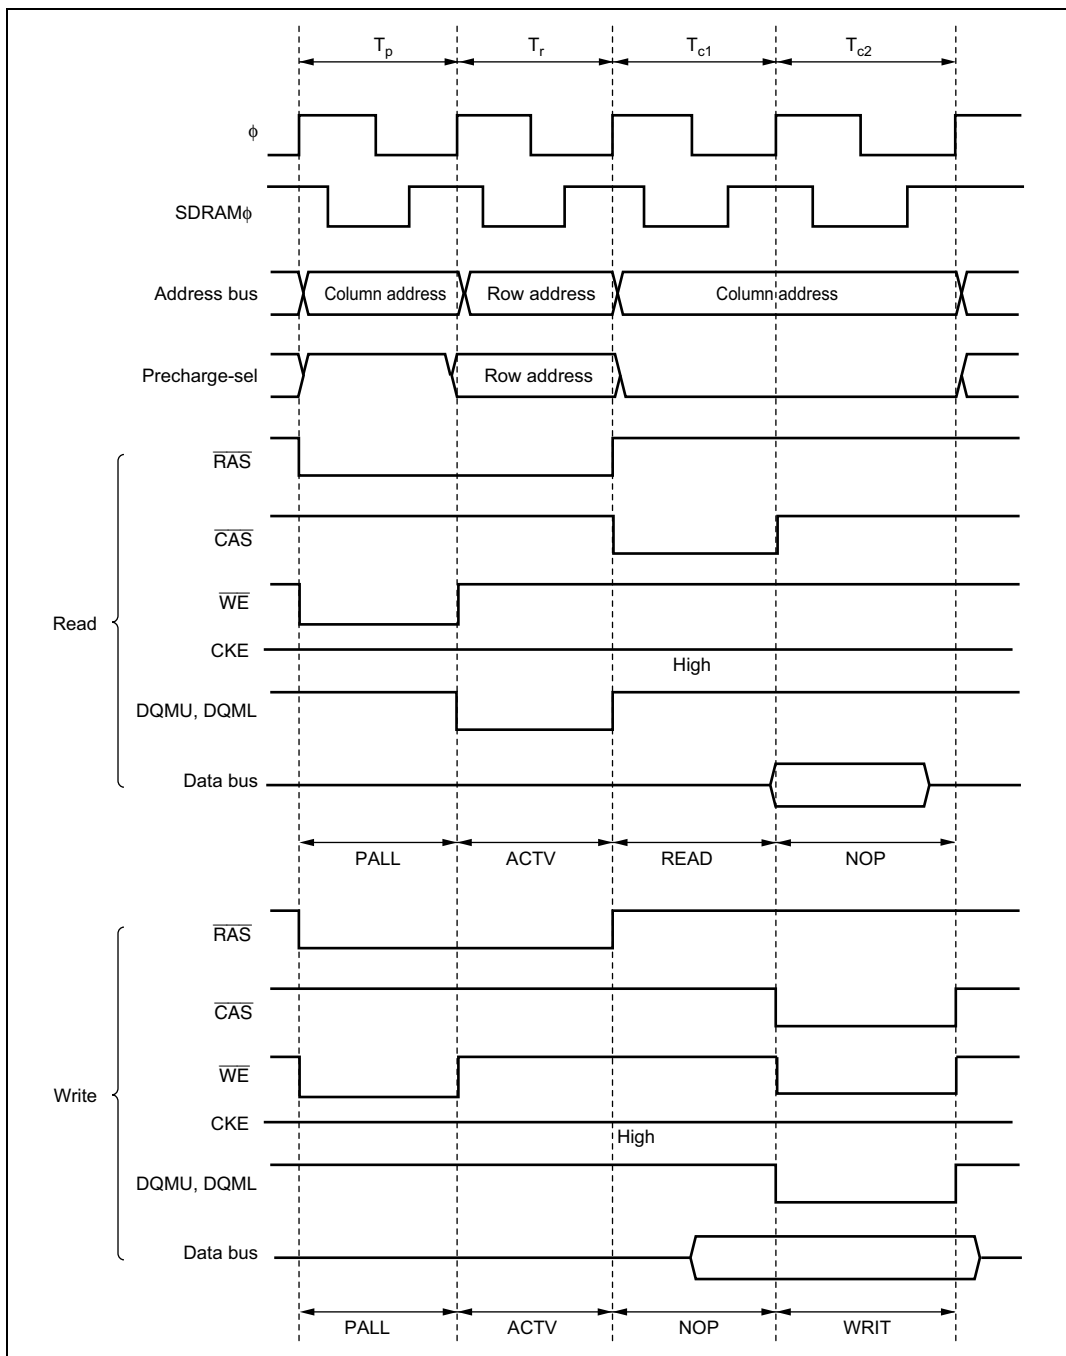 Tp Tr Tc1 Tc2
ϕ
SDRAMϕ
Address bus Column address Row address Column address
Precharge-sel Row address
RAS
CAS
WE
Read
CKE High
DQMU, DQML
Data bus
PALL ACTV READ NOP
RAS
CAS
WE
Write
CKE High
DQMU, DQML
Data bus
PALL ACTV NOP WRIT